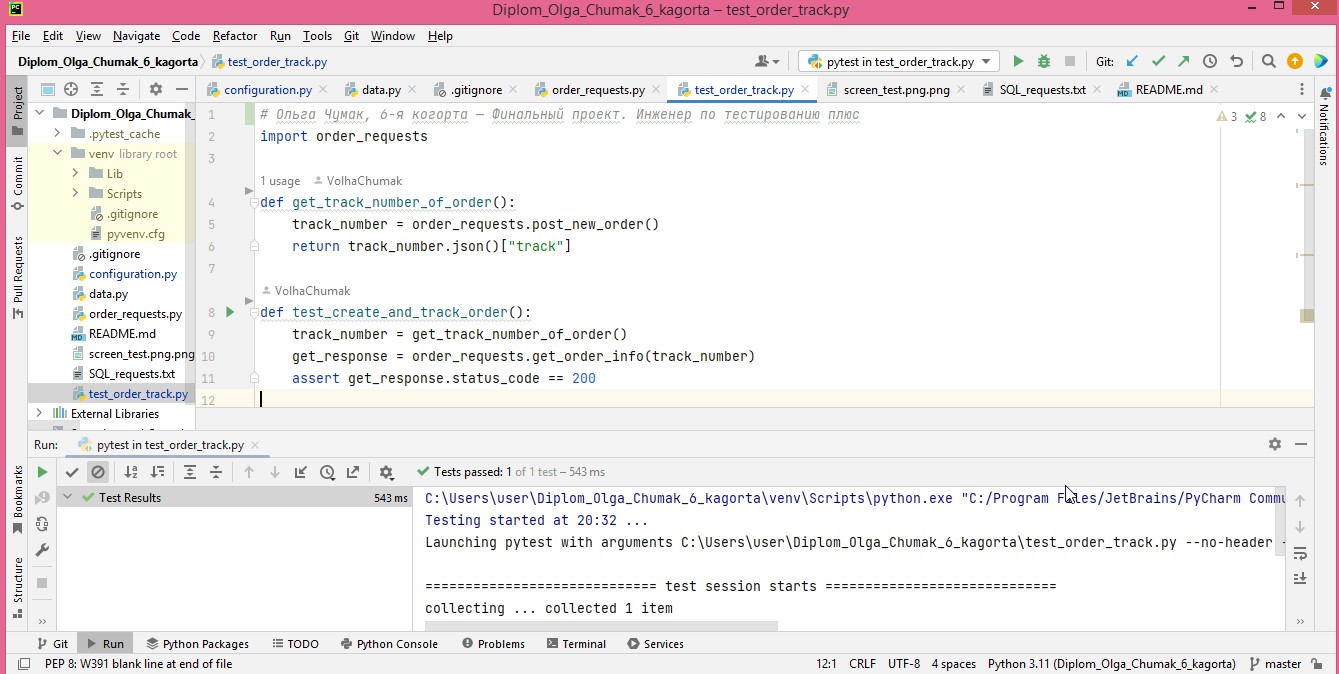 Diplom_Olga_Chumak_6_kagorta – test_order_track.py
File Edit View Navigate Code Refactor Run Tools Git Window Help
Diplom_Olga_Chumak_6_kagorta test_order_track.py pytest in test_order_track.py Git:
configuration.py data.py .gitignore order_requests.py test_order_track.py screen_test.png.png SQL_requests.txt README.md
Project
Commit
Pull Requests
Bookmarks
Structure
Notifications
Diplom_Olga_Chumak_
.pytest_cache
venv library root
Lib
Scripts
.gitignore
pyvenv.cfg
.gitignore
configuration.py
data.py
order_requests.py
README.md
screen_test.png.png
SQL_requests.txt
test_order_track.py
External Libraries
3 8
1 # Ольга Чумак, 6-я когорта — Финальный проект. Инженер по тестированию плюс
2 import order_requests
3
1 usage VolhaChumak
4 def get_track_number_of_order():
5 track_number = order_requests.post_new_order()
6 return track_number.json()["track"]
7
VolhaChumak
8 def test_create_and_track_order():
9 track_number = get_track_number_of_order()
10 get_response = order_requests.get_order_info(track_number)
11 assert get_response.status_code == 200
12
Run: pytest in test_order_track.py
Tests passed: 1 of 1 test – 543 ms
Test Results 543 ms
C:\Users\user\Diplom_Olga_Chumak_6_kagorta\venv\Scripts\python.exe "C:/Program Files/JetBrains/PyCharm Commu
Testing started at 20:32 ...
Launching pytest with arguments C:\Users\user\Diplom_Olga_Chumak_6_kagorta\test_order_track.py --no-header -
============================ test session starts ============================
collecting ... collected 1 item
Git Run Python Packages TODO Python Console Problems Terminal Services
PEP 8: W391 blank line at end of file 12:1 CRLF UTF-8 4 spaces Python 3.11 (Diplom_Olga_Chumak_6_kagorta) master